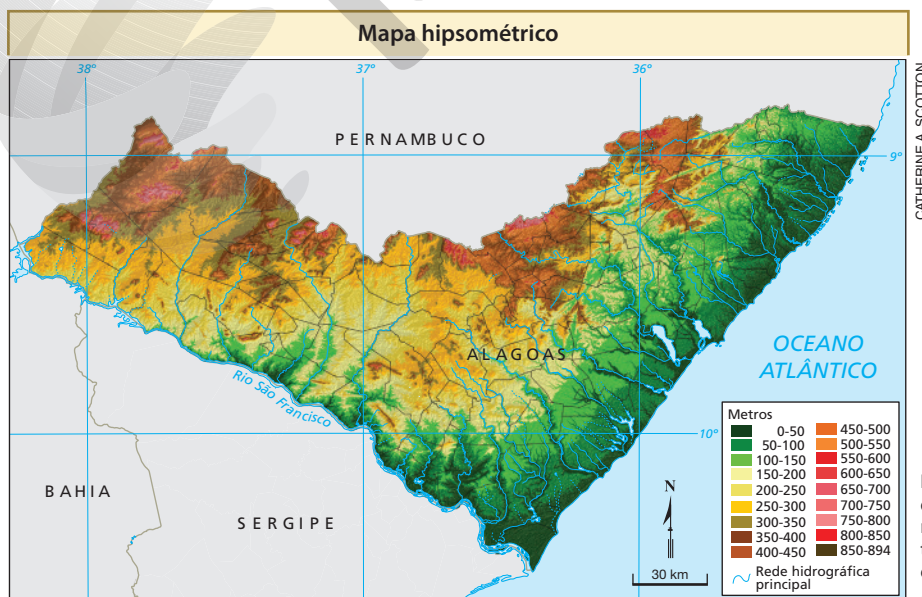 Mapa hipsométrico
38°
37°
36°
PERNAMBUCO
9°
CATHERINE A. SCOTTON
ALAGOAS
OCEANO
ATLÂNTICO
Rio São Francisco
10°
BAHIA
SERGIPE
N
30 km
Metros
0-50
50-100
100-150
150-200
200-250
250-300
300-350
350-400
400-450
450-500
500-550
550-600
600-650
650-700
700-750
750-800
800-850
850-894
Rede hidrográfica
principal